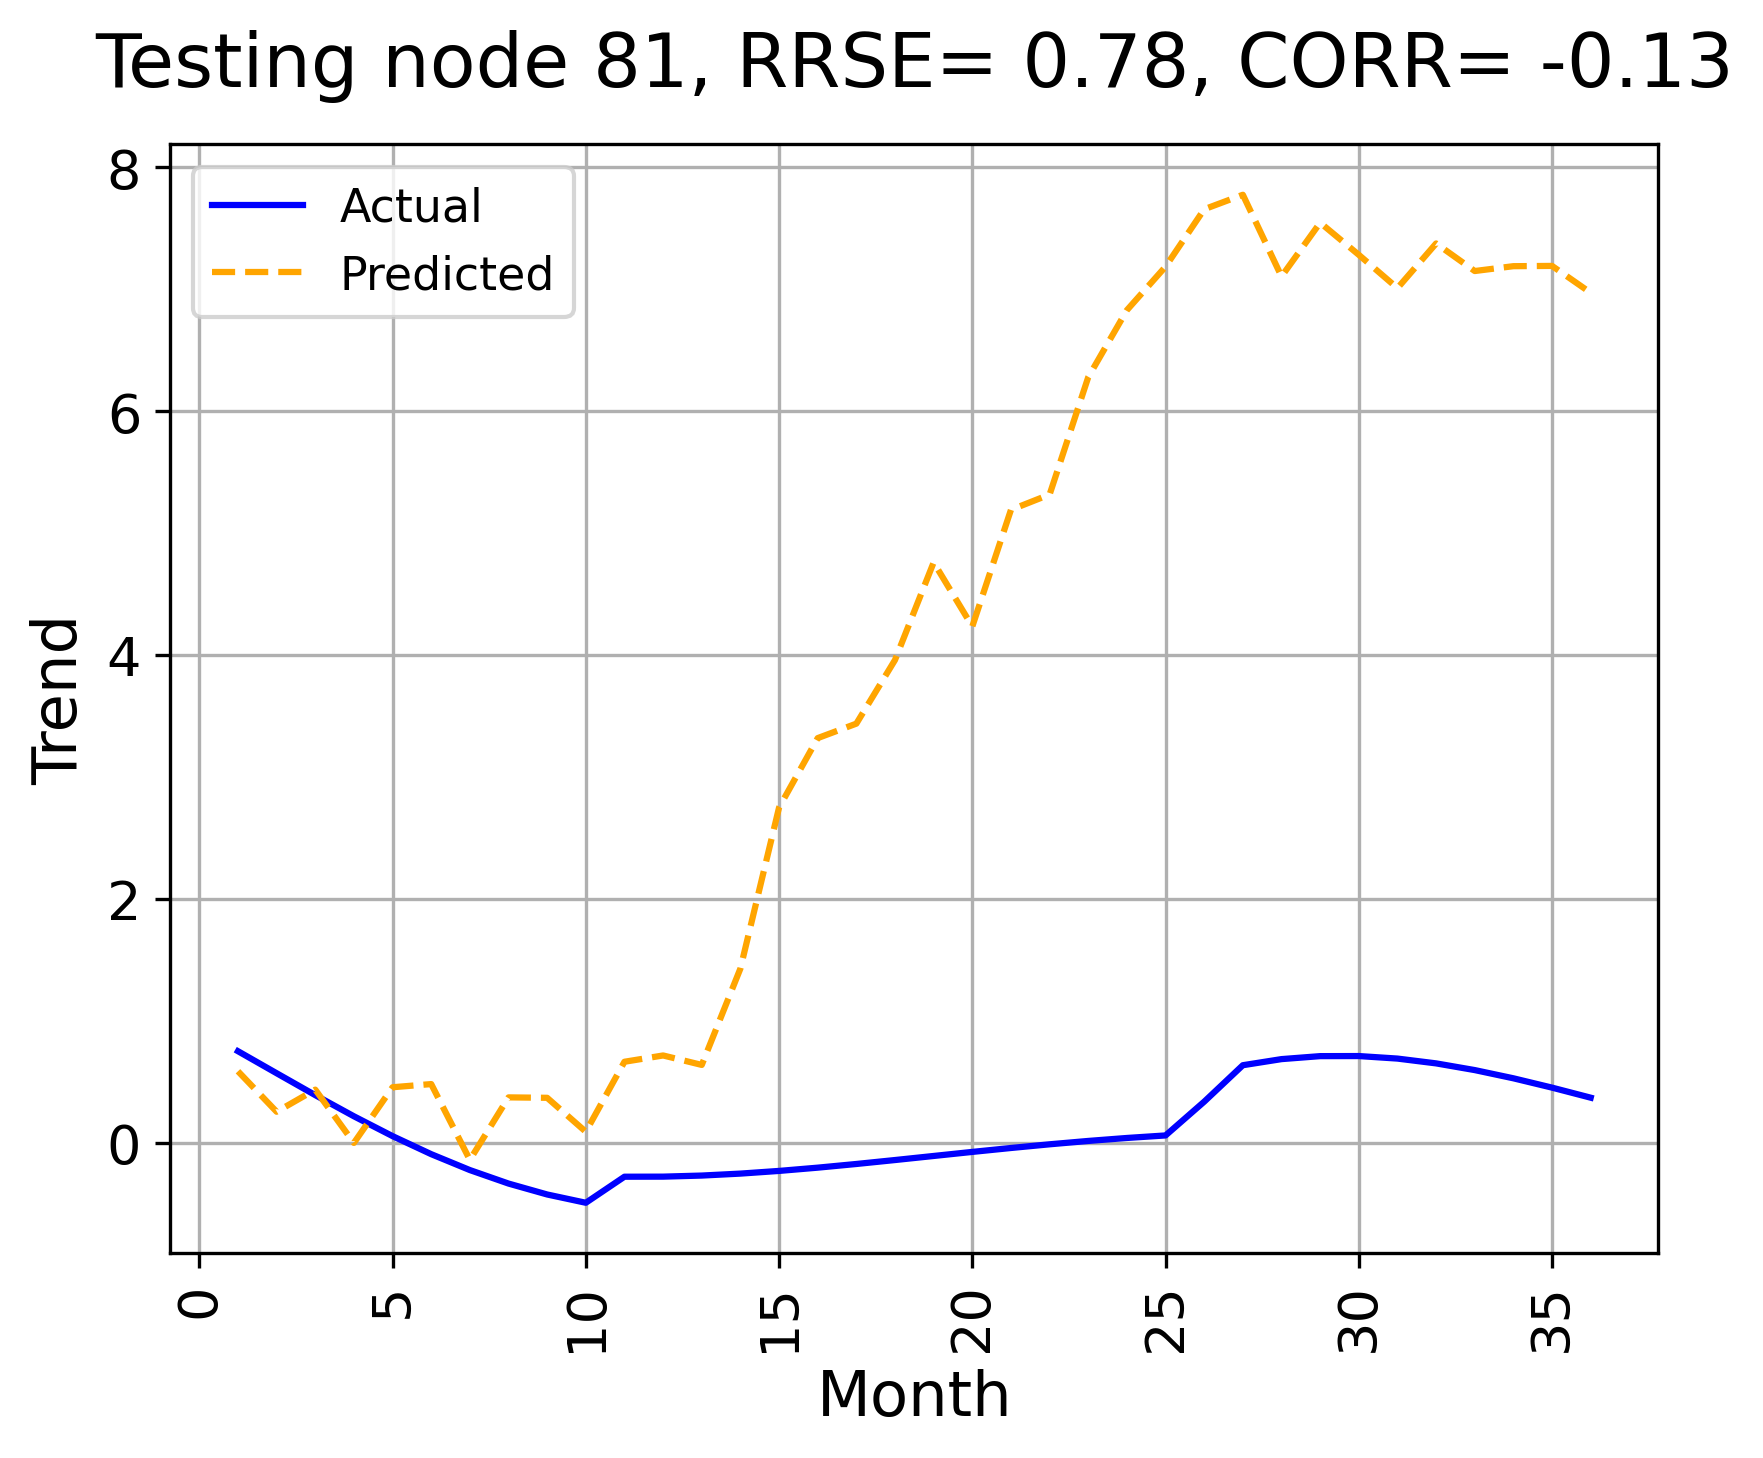 Testing node 81, RRSE= 0.78, CORR= -0.13
Actual
Predicted
8
6
4
2
0
Trend
0
5
10
15
20
25
30
35
Month